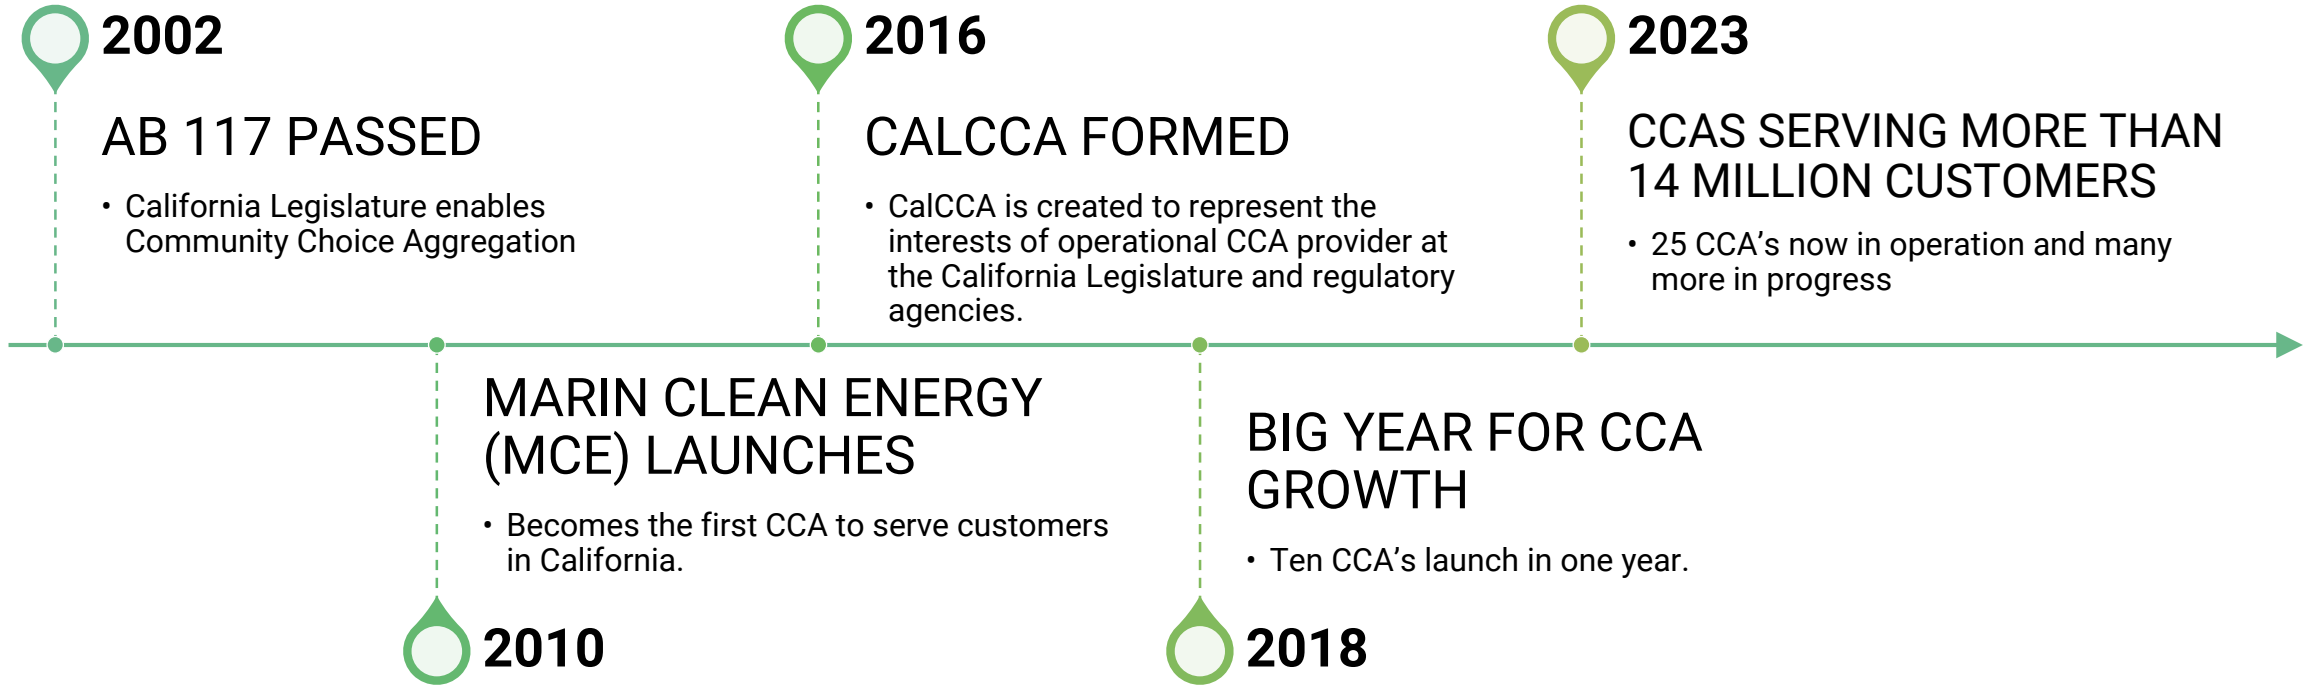 2002
AB 117 PASSED
• California Legislature enables
Community Choice Aggregation
MARIN CLEAN ENERGY
(MCE) LAUNCHES
• Becomes the first CCA to serve customers
in California.
2010
2016
CALCCA FORMED
• CalCCA is created to represent the
interests of operational CCA provider at
the California Legislature and regulatory
agencies.
BIG YEAR FOR CCA
GROWTH
• Ten CCA’s launch in one year.
2018
2023
CCAS SERVING MORE THAN
14 MILLION CUSTOMERS
• 25 CCA’s now in operation and many
more in progress